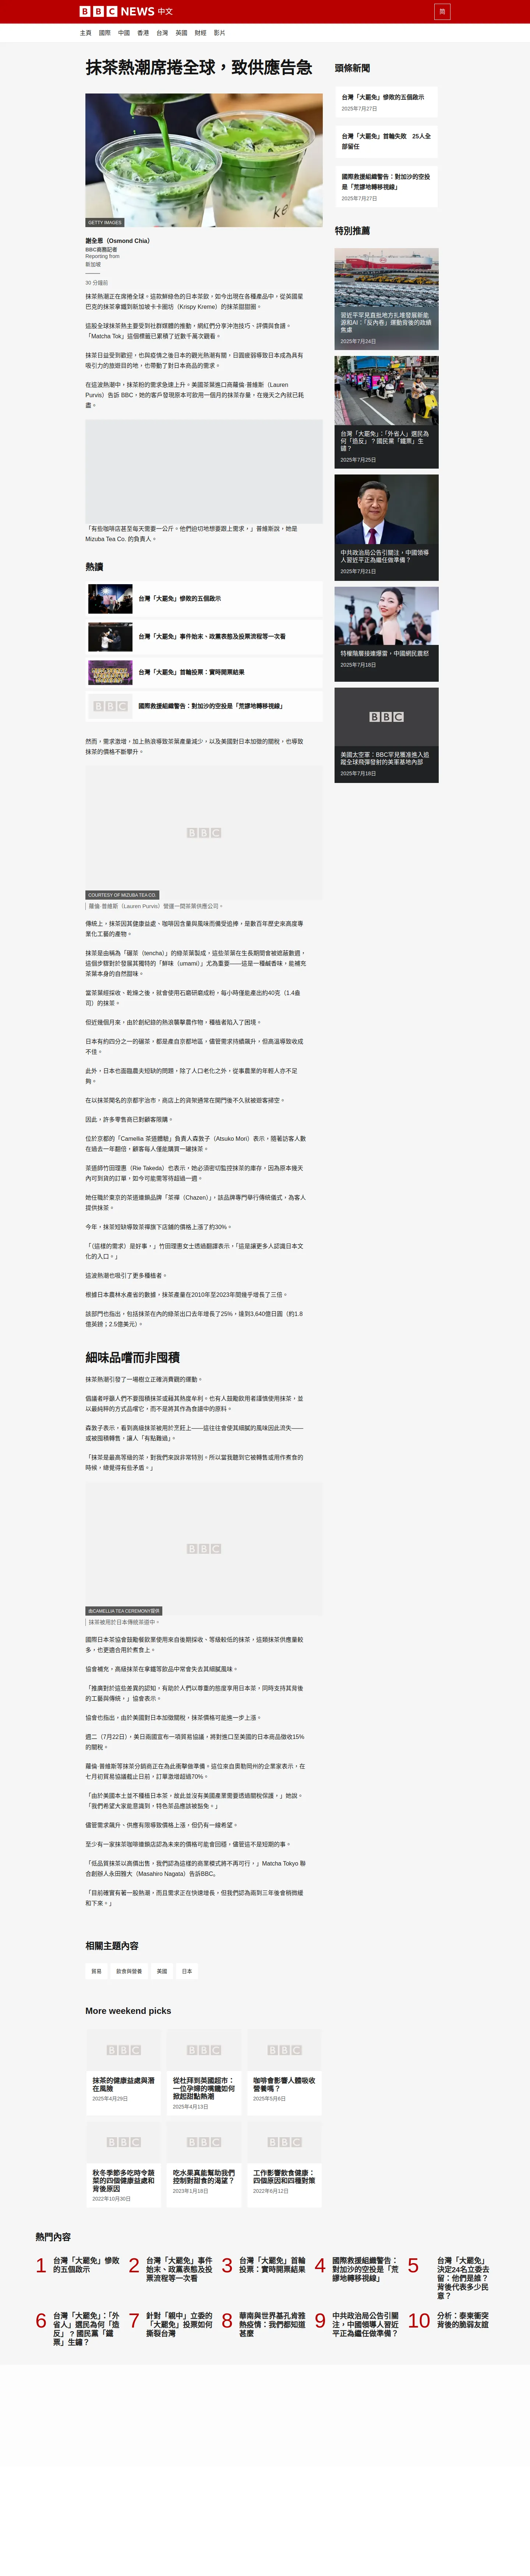 BBC NEWS 中文
简
主頁 國際 中國 香港 台灣 英國 財經 影片
抹茶熱潮席捲全球，致供應告急
GETTY IMAGES
謝全恩（Osmond Chia）
BBC商務記者
Reporting from
新加坡
30 分鐘前
抹茶熱潮正在席捲全球。這款鮮綠色的日本茶飲，如今出現在各種產品中，從英國星
巴克的抹茶拿鐵到新加坡卡卡圈坊（Krispy Kreme）的抹茶甜甜圈。
這股全球抹茶熱主要受到社群媒體的推動，網紅們分享沖泡技巧、評價與食譜。
「Matcha Tok」這個標籤已累積了近數千萬次觀看。
抹茶日益受到歡迎，也與疫情之後日本的觀光熱潮有關，日圓疲弱導致日本成為具有
吸引力的旅遊目的地，也帶動了對日本商品的需求。
在這波熱潮中，抹茶粉的需求急速上升。美國茶葉進口商蘿倫·普維斯（Lauren
Purvis）告訴 BBC，她的客戶發現原本可飲用一個月的抹茶存量，在幾天之內就已耗
盡。
「有些咖啡店甚至每天需要一公斤。他們迫切地想要跟上需求，」普維斯說，她是
Mizuba Tea Co. 的負責人。
熱讀
台灣「大罷免」慘敗的五個啟示
台灣「大罷免」事件始末、政黨表態及投票流程等一次看
台灣「大罷免」首輪投票：實時開票結果
國際救援組織警告：對加沙的空投是「荒謬地轉移視線」
然而，需求激增，加上熱浪導致茶葉產量減少，以及美國對日本加徵的關稅，也導致
抹茶的價格不斷攀升。
COURTESY OF MIZUBA TEA CO.
蘿倫·普維斯（Lauren Purvis）營運一間茶葉供應公司。
傳統上，抹茶因其健康益處、咖啡因含量與風味而備受追捧，是數百年歷史來高度專
業化工藝的產物。
抹茶是由稱為「碾茶（tencha）」的綠茶葉製成，這些茶葉在生長期間會被遮蔽數週，
這個步驟對於發展其獨特的「鮮味（umami）」尤為重要——這是一種鹹香味，能補充
茶葉本身的自然甜味。
當茶葉經採收、乾燥之後，就會使用石磨研磨成粉，每小時僅能產出約40克（1.4盎
司）的抹茶。
但近幾個月來，由於創紀錄的熱浪襲擊農作物，種植者陷入了困境。
日本有約四分之一的碾茶，都是產自京都地區，儘管需求持續飆升，但高溫導致收成
不佳。
此外，日本也面臨農夫短缺的問題，除了人口老化之外，從事農業的年輕人亦不足
夠。
在以抹茶聞名的京都宇治市，商店上的貨架通常在開門後不久就被遊客掃空。
因此，許多零售商已對顧客限購。
位於京都的「Camellia 茶道體驗」負責人森敦子（Atsuko Mori）表示，隨著訪客人數
在過去一年翻倍，顧客每人僅能購買一罐抹茶。
茶道師竹田理惠（Rie Takeda）也表示，她必須密切監控抹茶的庫存，因為原本幾天
內可到貨的訂單，如今可能需等待超過一週。
她任職於東京的茶道連鎖品牌「茶禪（Chazen）」，該品牌專門舉行傳統儀式，為客人
提供抹茶。
今年，抹茶短缺導致茶禪旗下店鋪的價格上漲了約30%。
「（這樣的需求）是好事，」竹田理惠女士透過翻譯表示，「這是讓更多人認識日本文
化的入口。」
這波熱潮也吸引了更多種植者。
根據日本農林水產省的數據，抹茶產量在2010年至2023年間幾乎增長了三倍。
該部門也指出，包括抹茶在內的綠茶出口去年增長了25%，達到3,640億日圓（約1.8
億英鎊；2.5億美元）。
細味品嚐而非囤積
抹茶熱潮引發了一場樹立正確消費觀的運動。
倡議者呼籲人們不要囤積抹茶或藉其熱度牟利。也有人鼓勵飲用者謹慎使用抹茶，並
以最純粹的方式品嚐它，而不是將其作為食譜中的原料。
森敦子表示，看到高級抹茶被用於烹飪上——這往往會使其細膩的風味因此流失——
或被囤積轉售，讓人「有點難過」。
「抹茶是最高等級的茶，對我們來說非常特別。所以當我聽到它被轉售或用作煮食的
時候，總覺得有些矛盾。」
由CAMELLIA TEA CEREMONY提供
抹茶被用於日本傳統茶道中。
國際日本茶協會鼓勵餐飲業使用來自後期採收、等級較低的抹茶，這類抹茶供應量較
多，也更適合用於煮食上。
協會補充，高級抹茶在拿鐵等飲品中常會失去其細膩風味。
「推廣對於這些差異的認知，有助於人們以尊重的態度享用日本茶，同時支持其背後
的工藝與傳統，」協會表示。
協會也指出，由於美國對日本加徵關稅，抹茶價格可能進一步上漲。
週二（7月22日），美日兩國宣布一項貿易協議，將對進口至美國的日本商品徵收15%
的關稅。
蘿倫·普維斯等抹茶分銷商正在為此衝擊做準備。這位來自奧勒岡州的企業家表示，在
七月初貿易協議截止日前，訂單激增超過70%。
「由於美國本土並不種植日本茶，故此並沒有美國產業需要透過關稅保護，」她說。
「我們希望大家能意識到，特色茶品應該被豁免。」
儘管需求飆升、供應有限導致價格上漲，但仍有一線希望。
至少有一家抹茶咖啡連鎖店認為未來的價格可能會回穩，儘管這不是短期的事。
「低品質抹茶以高價出售，我們認為這樣的商業模式將不再可行，」Matcha Tokyo 聯
合創辦人永田雅大（Masahiro Nagata）告訴BBC。
「目前確實有著一股熱潮，而且需求正在快速增長，但我們認為兩到三年後會稍微緩
和下來。」
相關主題內容
貿易 飲食與營養 美國 日本
More weekend picks
抹茶的健康益處與潛在風險
2025年4月29日
從杜拜到英國超市：一位孕婦的嘴饞如何掀起甜點熱潮
2025年4月13日
咖啡會影響人體吸收營養嗎？
2025年5月6日
秋冬季節多吃時令蔬菜的四個健康益處和背後原因
2022年10月30日
吃水果真能幫助我們控制對甜食的渴望？
2023年1月18日
工作影響飲食健康：四個原因和四種對策
2022年6月12日
頭條新聞
台灣「大罷免」慘敗的五個啟示
2025年7月27日
台灣「大罷免」首輪失敗 25人全
部留任
國際救援組織警告：對加沙的空投
是「荒謬地轉移視線」
2025年7月27日
特別推薦
習近平罕見直批地方扎堆發展新能
源和AI：「反內卷」運動背後的政績
焦慮
2025年7月24日
台灣「大罷免」：「外省人」選民為
何「造反」 ? 國民黨「鐵票」生
鏽？
2025年7月25日
中共政治局公告引關注，中國領導
人習近平正為繼任做準備？
2025年7月21日
特權階層接連爆雷，中國網民震怒
2025年7月18日
美國太空軍：BBC罕見獲准進入追
蹤全球飛彈發射的美軍基地內部
2025年7月18日
熱門內容
1 台灣「大罷免」慘敗的五個啟示
2 台灣「大罷免」事件始末、政黨表態及投票流程等一次看
3 台灣「大罷免」首輪投票：實時開票結果
4 國際救援組織警告：對加沙的空投是「荒謬地轉移視線」
5 台灣「大罷免」決定24名立委去留：他們是誰？背後代表多少民意？
6 台灣「大罷免」：「外省人」選民為何「造反」 ? 國民黨「鐵票」生鏽？
7 針對「親中」立委的「大罷免」投票如何撕裂台灣
8 華南與世界基孔肯雅熱疫情：我們都知道甚麼
9 中共政治局公告引關注，中國領導人習近平正為繼任做準備？
10 分析：泰柬衝突背後的脆弱友誼